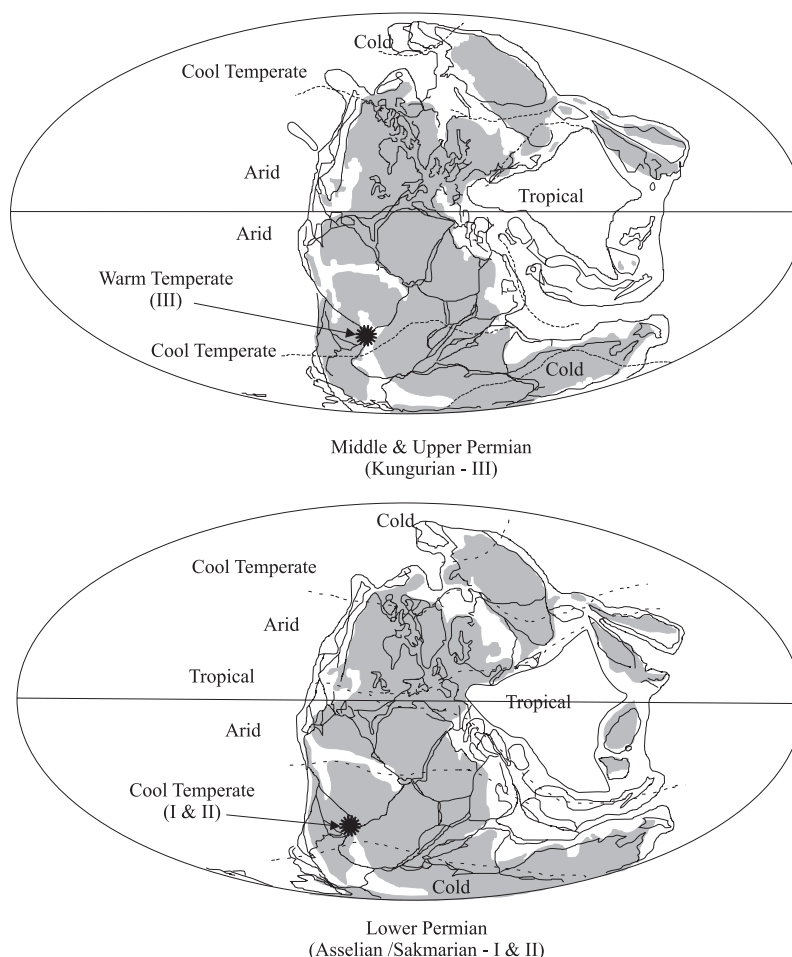 Cold
Cool Temperate
Arid
Tropical
Arid
Warm Temperate
(III)
Cool Temperate
Cold
Middle & Upper Permian
(Kungurian - III)
Cold
Cool Temperate
Arid
Tropical
Tropical
Arid
Cool Temperate
(I & II)
Cold
Lower Permian
(Asselian /Sakmarian - I & II)